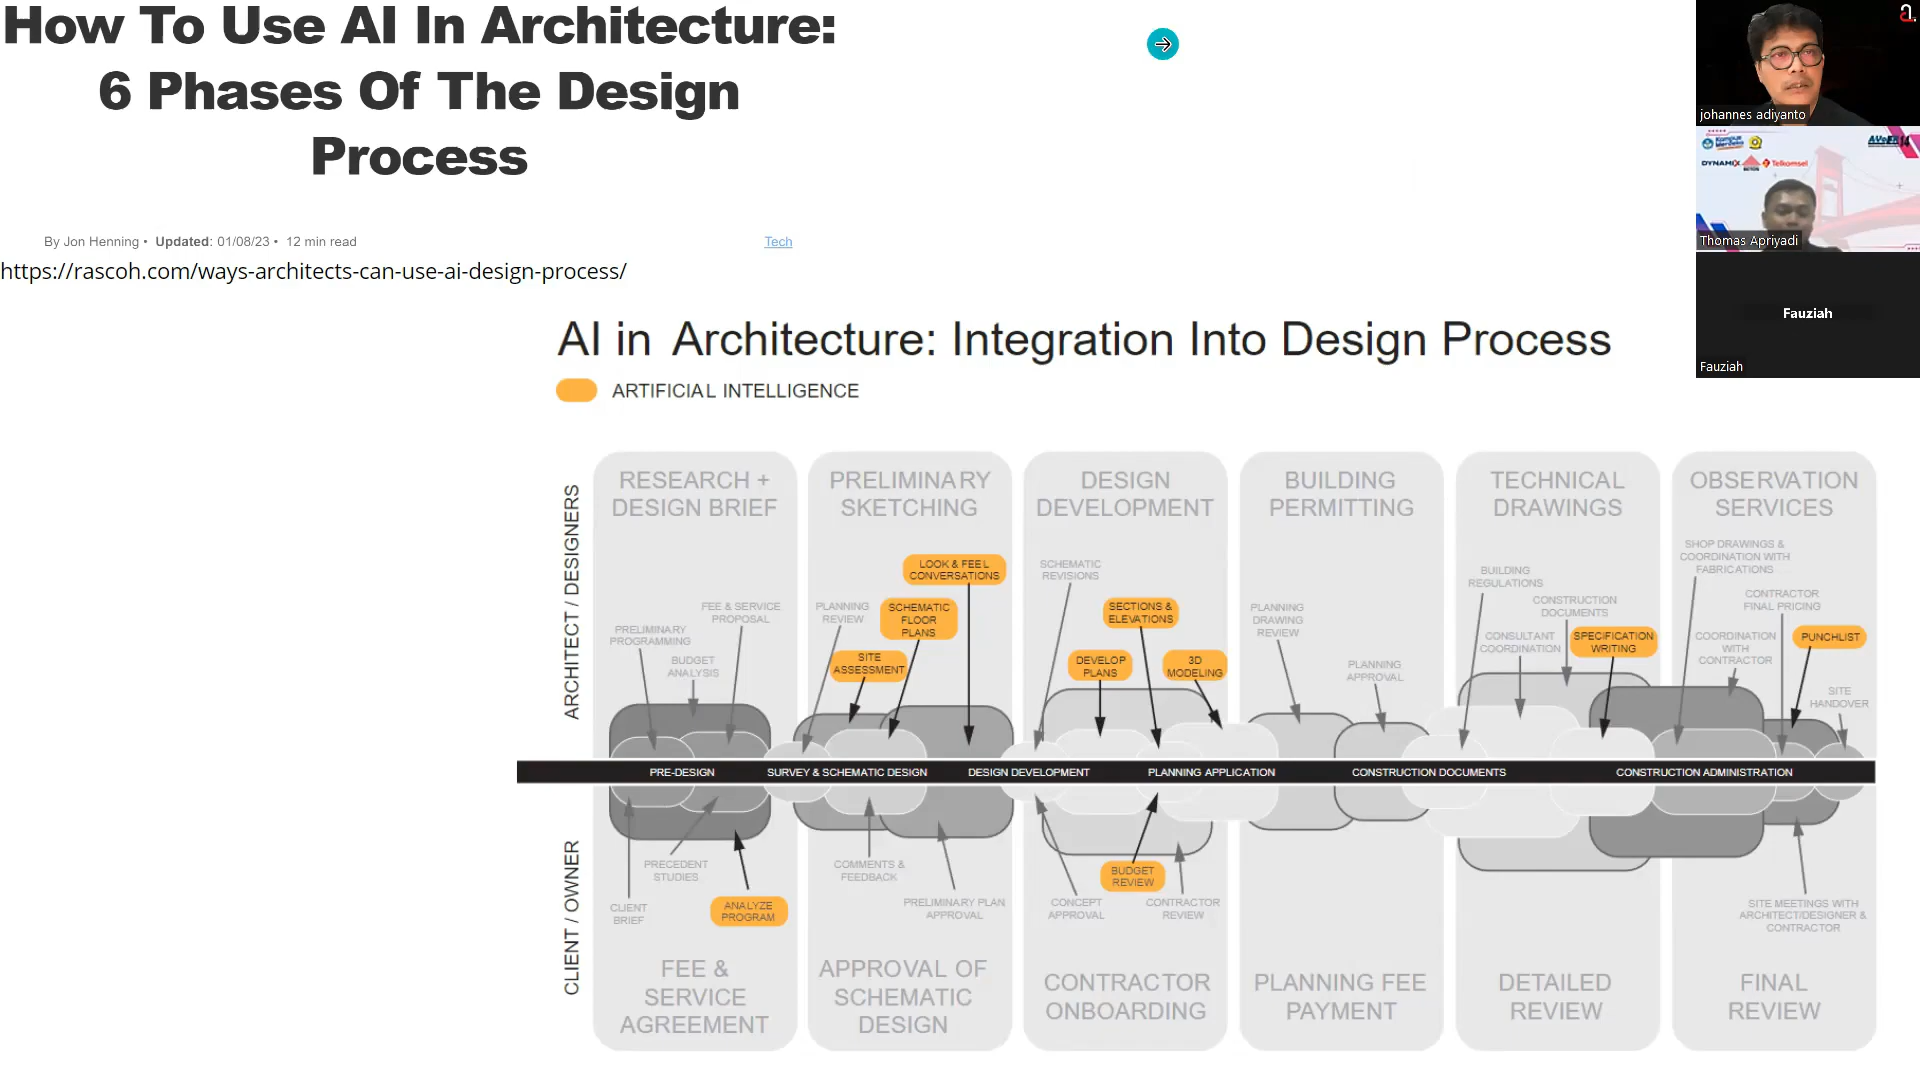 How To Use AI In Architecture:
6 Phases Of The Design
Process
By Jon Henning • Updated: 01/08/23 • 12 min read
Tech
https://rascoh.com/ways-architects-can-use-ai-design-process/
johannes adiyanto
DYNAMIX
BETON
Telkomsel
Thomas Apriyadi
Fauziah
Fauziah
AI in Architecture: Integration Into Design Process
ARTIFICIAL INTELLIGENCE
ARCHITECT / DESIGNERS
CLIENT / OWNER
RESEARCH +
DESIGN BRIEF
PRELIMINARY
SKETCHING
DESIGN
DEVELOPMENT
BUILDING
PERMITTING
TECHNICAL
DRAWINGS
OBSERVATION
SERVICES
PRELIMINARY
PROGRAMMING
BUDGET
ANALYSIS
FEE & SERVICE
PROPOSAL
PLANNING
REVIEW
SITE
ASSESSMENT
SCHEMATIC
FLOOR
PLANS
LOOK & FEEL
CONVERSATIONS
SCHEMATIC
REVISIONS
DEVELOP
PLANS
SECTIONS &
ELEVATIONS
3D
MODELING
PLANNING
DRAWING
REVIEW
PLANNING
APPROVAL
BUILDING
REGULATIONS
CONSULTANT
COORDINATION
CONSTRUCTION
DOCUMENTS
SPECIFICATION
WRITING
SHOP DRAWINGS &
COORDINATION WITH
FABRICATIONS
COORDINATION
WITH
CONTRACTOR
CONTRACTOR
FINAL PRICING
PUNCHLIST
SITE
HANDOVER
PRE-DESIGN
SURVEY & SCHEMATIC DESIGN
DESIGN DEVELOPMENT
PLANNING APPLICATION
CONSTRUCTION DOCUMENTS
CONSTRUCTION ADMINISTRATION
CLIENT
BRIEF
PRECEDENT
STUDIES
ANALYZE
PROGRAM
COMMENTS &
FEEDBACK
PRELIMINARY PLAN
APPROVAL
CONCEPT
APPROVAL
BUDGET
REVIEW
CONTRACTOR
REVIEW
SITE MEETINGS WITH
ARCHITECT/DESIGNER &
CONTRACTOR
FEE &
SERVICE
AGREEMENT
APPROVAL OF
SCHEMATIC
DESIGN
CONTRACTOR
ONBOARDING
PLANNING FEE
PAYMENT
DETAILED
REVIEW
FINAL
REVIEW